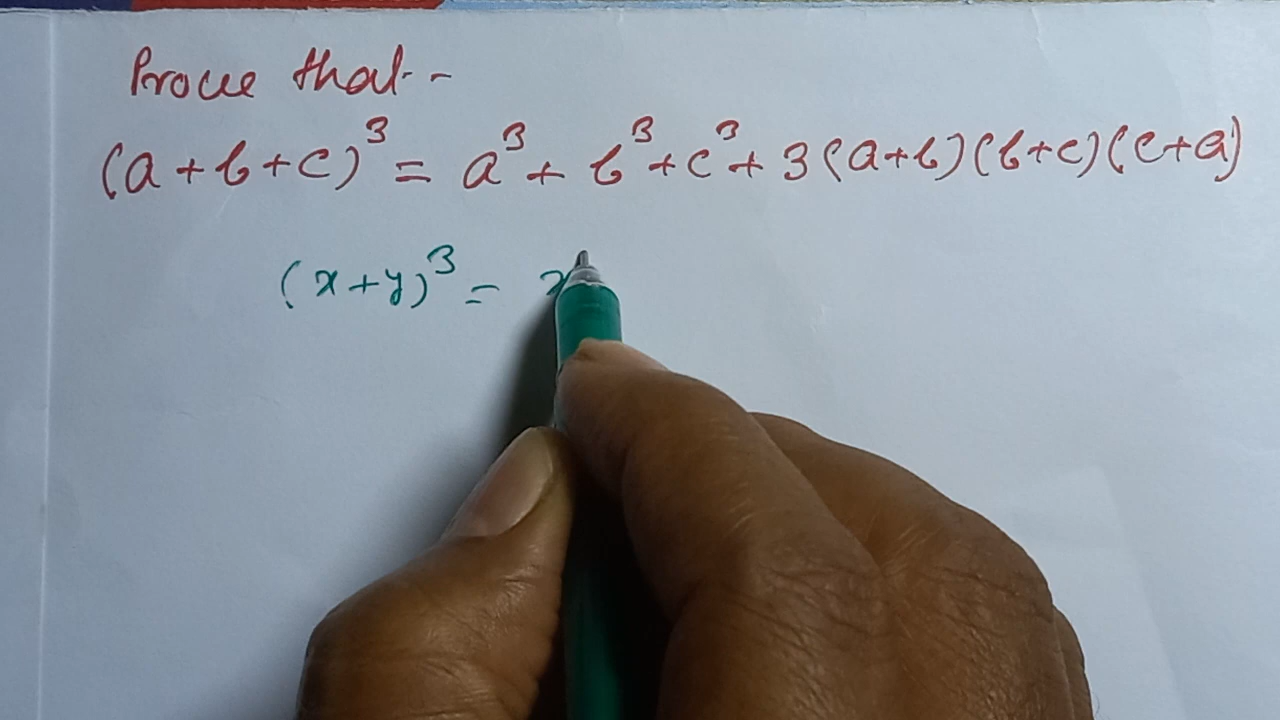 Prove that:-
(a+b+c)³ = a³ + b³ + c³ + 3(a+b)(b+c)(c+a)
(x+y)³ = x